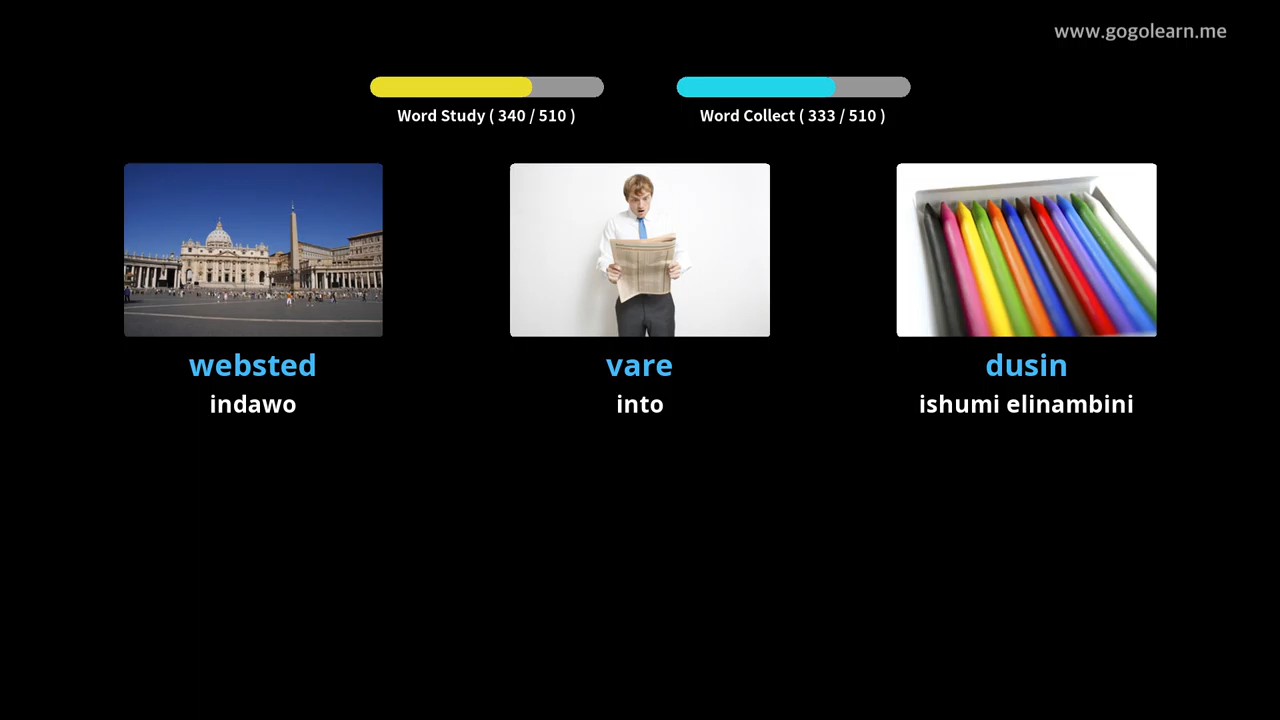 www.gogolearn.me
Word Study ( 340 / 510 )
Word Collect ( 333 / 510 )
websted
indawo
vare
into
dusin
ishumi elinambini